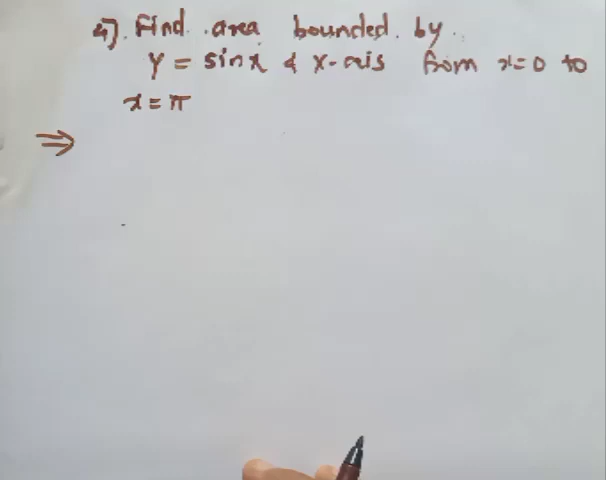 4]. Find area bounded by
y = sinx & x-axis from x=0 to
x=π
⇒